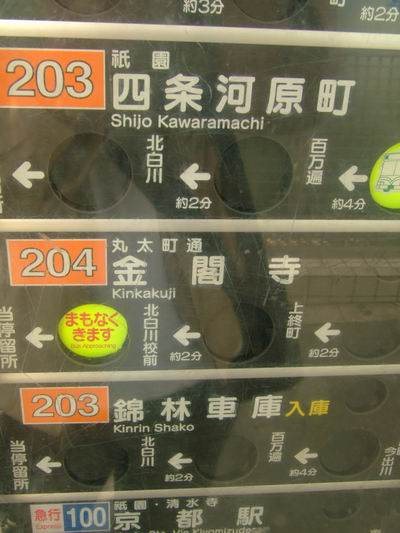 約3分
約2分
203
祇園
四条河原町
Shijo Kawaramachi
北白川
約2分
百万遍
約4分
204
丸太町通
金閣寺
Kinkakuji
当停留所
まもなく
きます
Bus Approaching
北白川校前
約2分
上終町
約2分
203
錦林車庫 入庫
Kinrin Shako
当停留所
北白川
約2分
百万遍
約4分
今出川
急行
Express
100
祇園・清水寺
京都駅